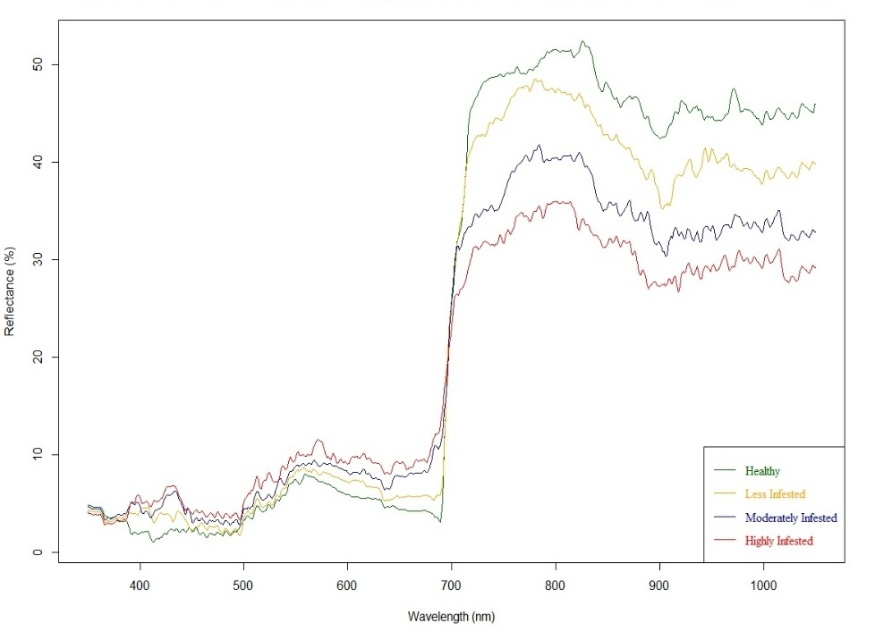 50
40
30
20
10
0
Reflectance (%)
Healthy
Less Infested
Moderately Infested
Highly Infested
400 500 600 700 800 900 1000
Wavelength (nm)